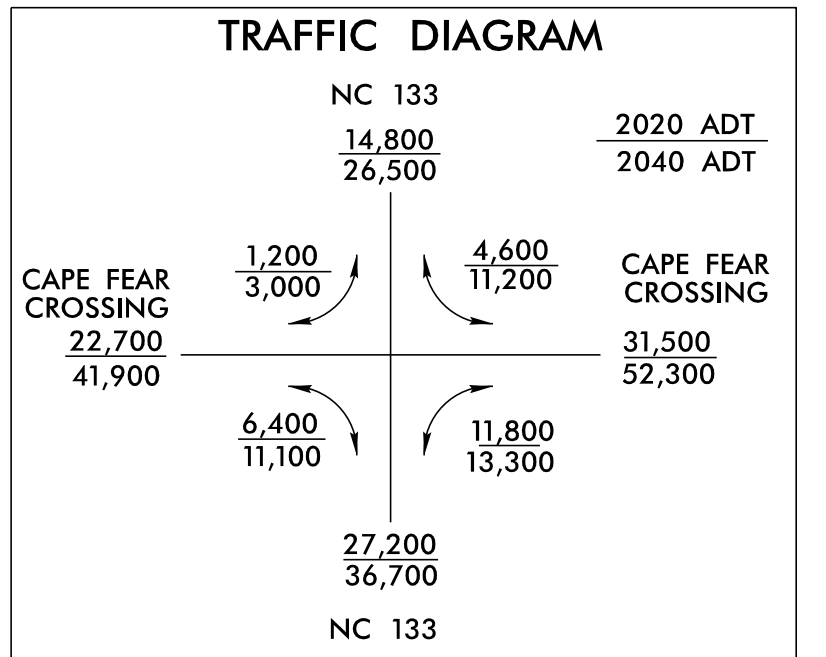 TRAFFIC DIAGRAM
NC 133
14,800
26,500
2020 ADT
2040 ADT
1,200
3,000
4,600
11,200
CAPE FEAR
CROSSING
22,700
41,900
CAPE FEAR
CROSSING
31,500
52,300
6,400
11,100
11,800
13,300
27,200
36,700
NC 133